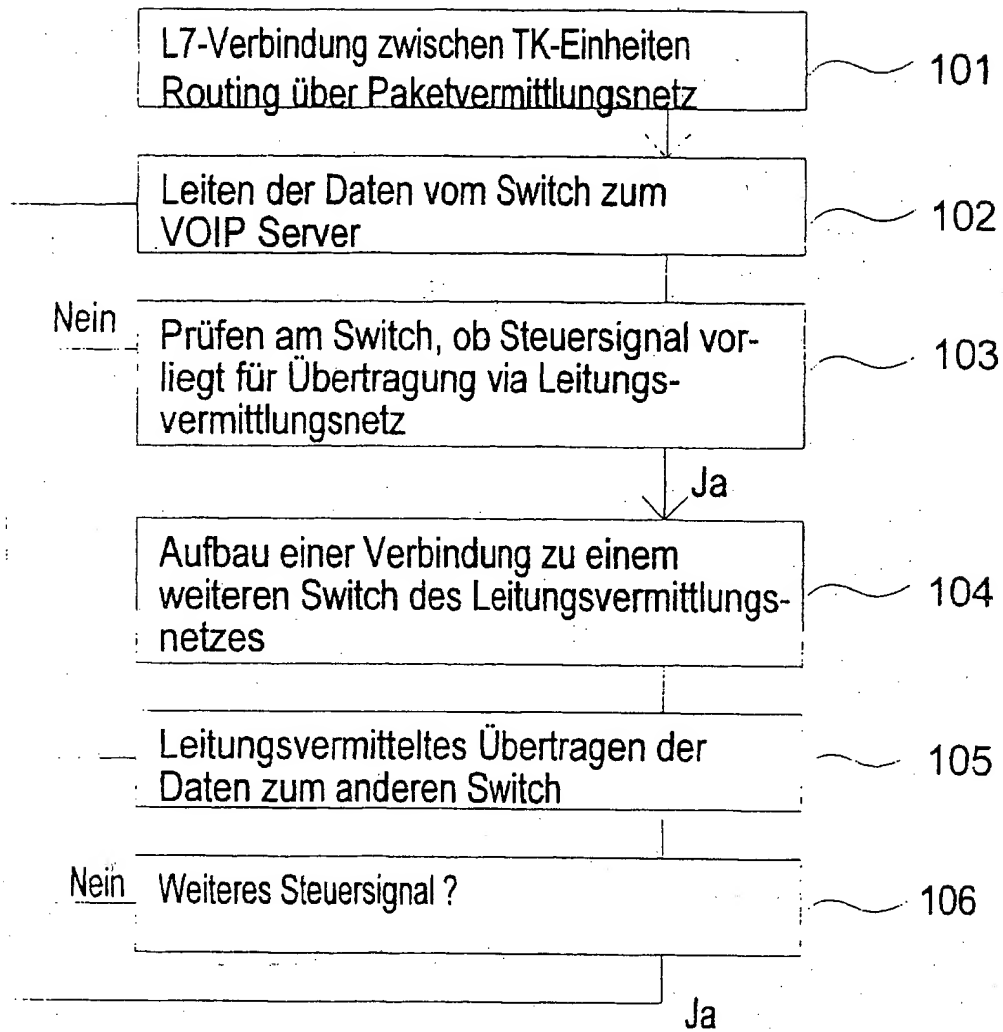 L7-Verbindung zwischen TK-Einheiten
Routing über Paketvermittlungsnetz
101
Leiten der Daten vom Switch zum
VOIP Server
102
Nein
Prüfen am Switch, ob Steuersignal vor-
liegt für Übertragung via Leitungs-
vermittlungsnetz
103
Ja
Aufbau einer Verbindung zu einem
weiteren Switch des Leitungsvermittlungs-
netzes
104
Leitungsvermitteltes Übertragen der
Daten zum anderen Switch
105
Nein
Weiteres Steuersignal ?
106
Ja